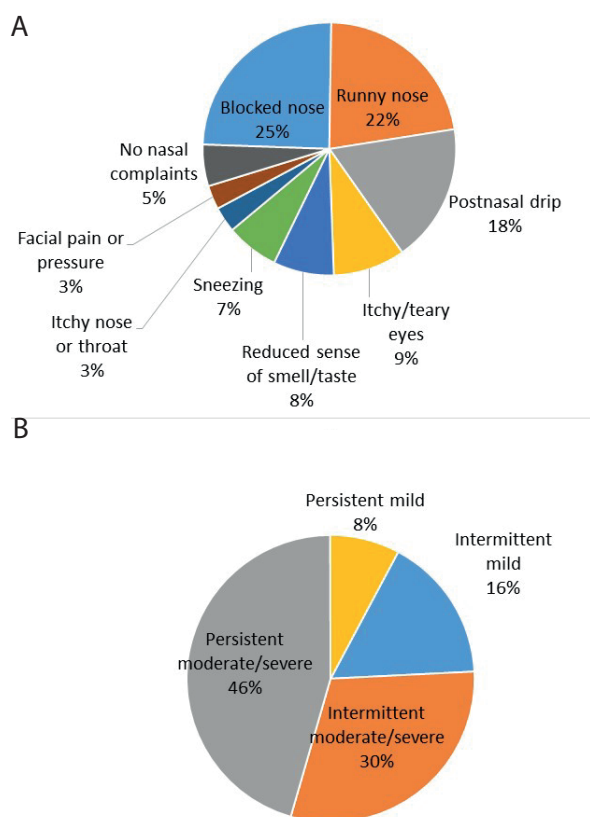 A
Blocked nose
25%
Runny nose
22%
Postnasal drip
18%
Itchy/teary
eyes
9%
Reduced sense
of smell/taste
8%
Sneezing
7%
Itchy nose
or throat
3%
Facial pain or
pressure
3%
No nasal
complaints
5%
B
Persistent mild
8%
Intermittent
mild
16%
Intermittent
moderate/severe
30%
Persistent
moderate/severe
46%